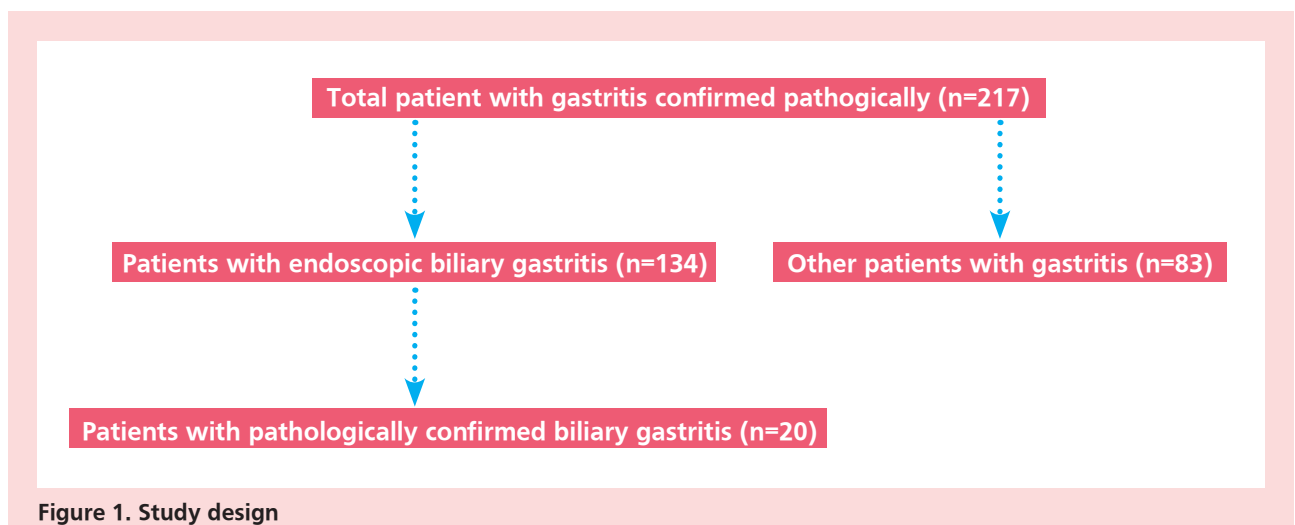 Total patient with gastritis confirmed pathogically (n=217)
Patients with endoscopic biliary gastritis (n=134)
Other patients with gastritis (n=83)
Patients with pathologically confirmed biliary gastritis (n=20)
Figure 1. Study design